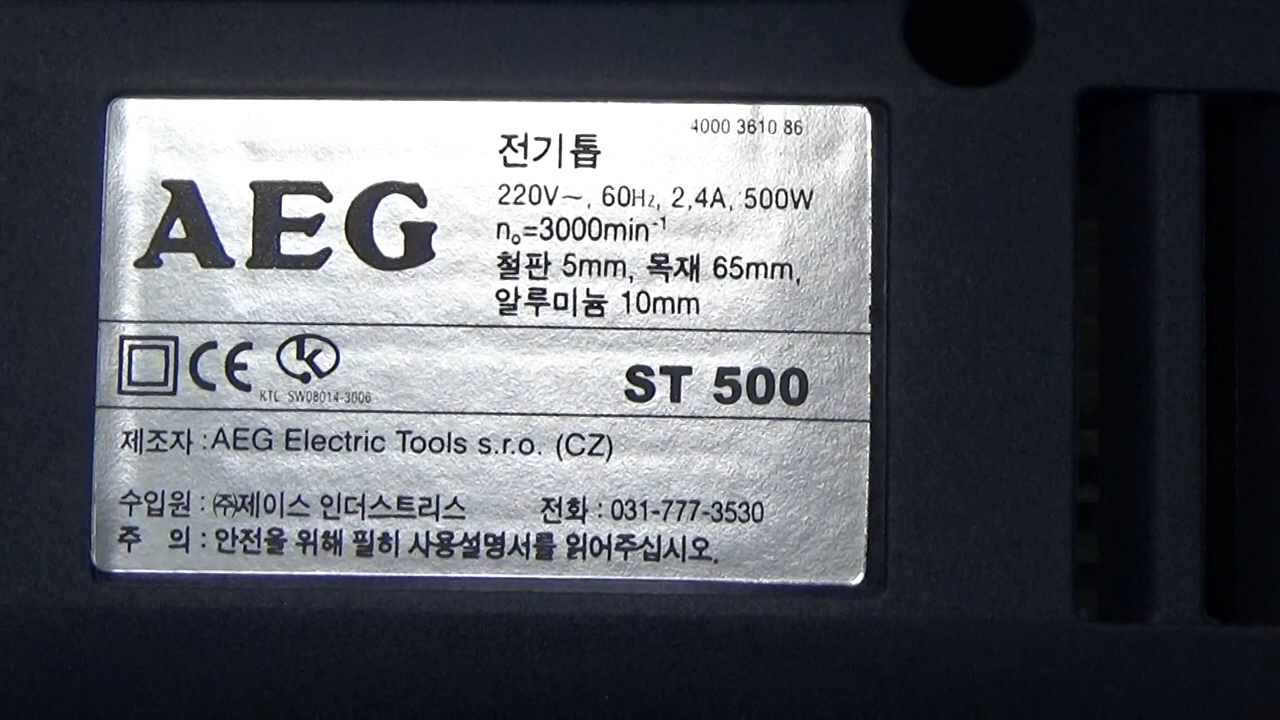 4000 3610 86
전기톱
AEG
220V~, 60Hz, 2,4A, 500W
n₀=3000min⁻¹
철판 5mm, 목재 65mm,
알루미늄 10mm
CE
KTL SW08014-3006
ST 500
제조자 : AEG Electric Tools s.r.o. (CZ)
수입원 : ㈜제이스 인더스트리스 전화 : 031-777-3530
주 의 : 안전을 위해 필히 사용설명서를 읽어주십시오.